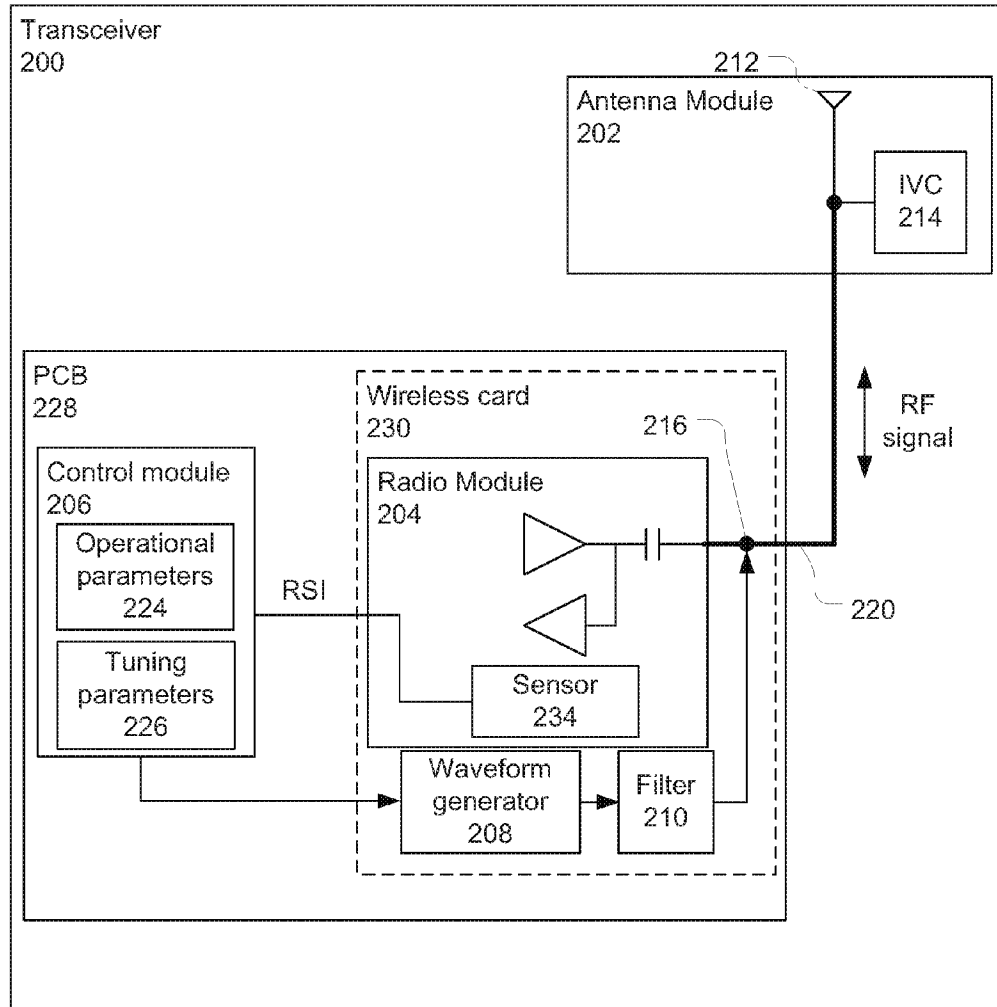 Transceiver
200
212
Antenna Module
202
IVC
214
PCB
228
Wireless card
230
216
RF
signal
Control module
206
Radio Module
204
Operational
parameters
224
RSI
220
Tuning
parameters
226
Sensor
234
Waveform
generator
208
Filter
210